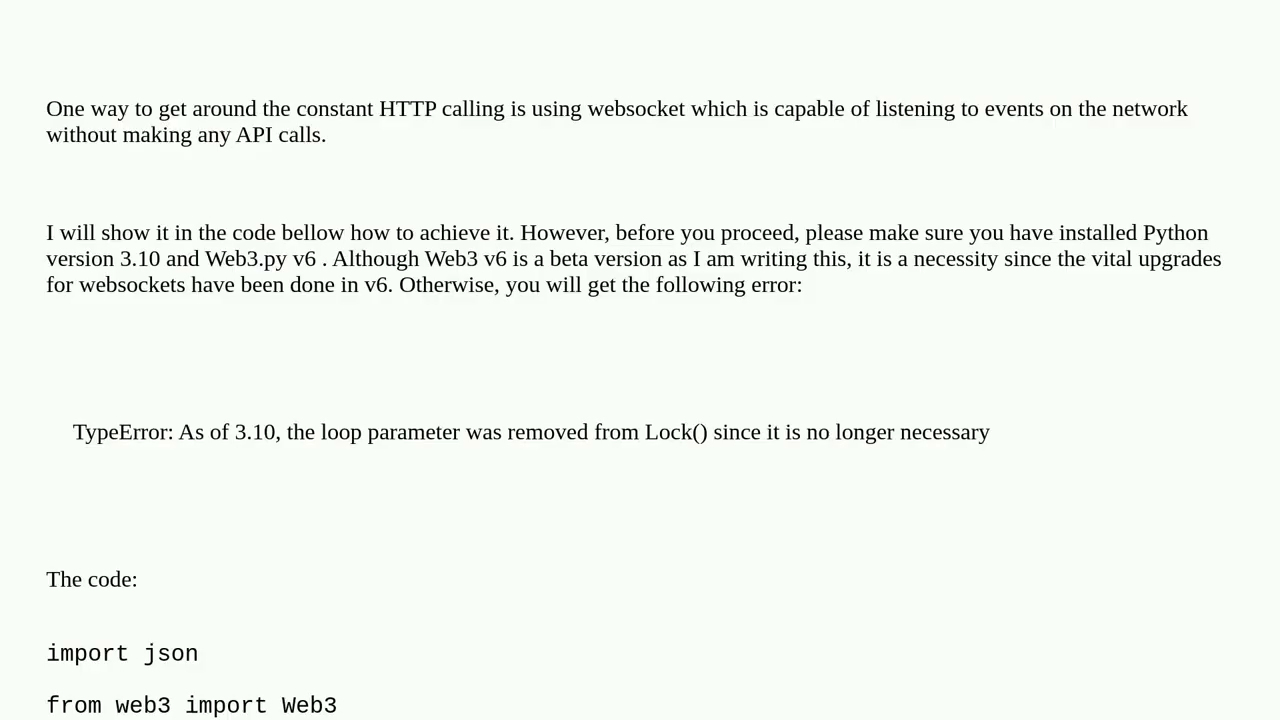 One way to get around the constant HTTP calling is using websocket which is capable of listening to events on the network
without making any API calls.
I will show it in the code bellow how to achieve it. However, before you proceed, please make sure you have installed Python
version 3.10 and Web3.py v6 . Although Web3 v6 is a beta version as I am writing this, it is a necessity since the vital upgrades
for websockets have been done in v6. Otherwise, you will get the following error:
TypeError: As of 3.10, the loop parameter was removed from Lock() since it is no longer necessary
The code:
import json
from web3 import Web3